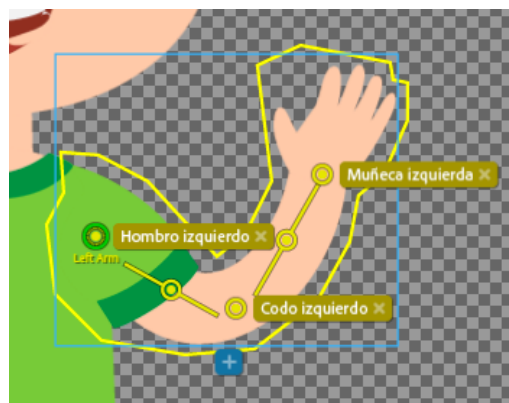 Muñeca izquierda
Hombro izquierdo
Left Arm
Codo izquierdo